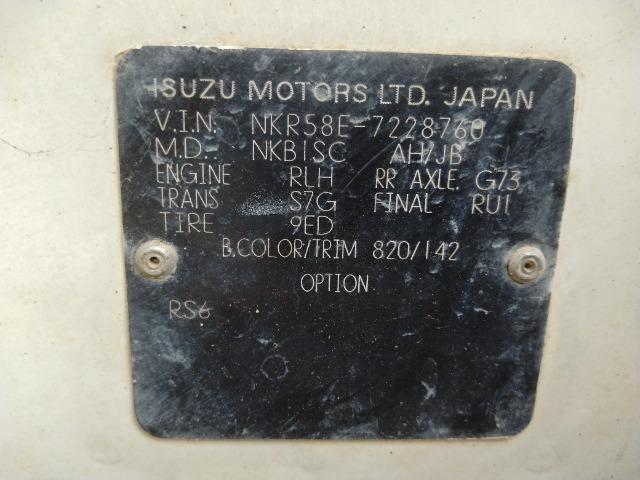 ISUZU MOTORS LTD. JAPAN
V.I.N. NKR58E-7228760
M.D. NKB1SC AH/JB
ENGINE RLH RR AXLE. G73
TRANS S7G FINAL RU1
TIRE 9ED
B.COLOR/TRIM 820/142
OPTION
RS6